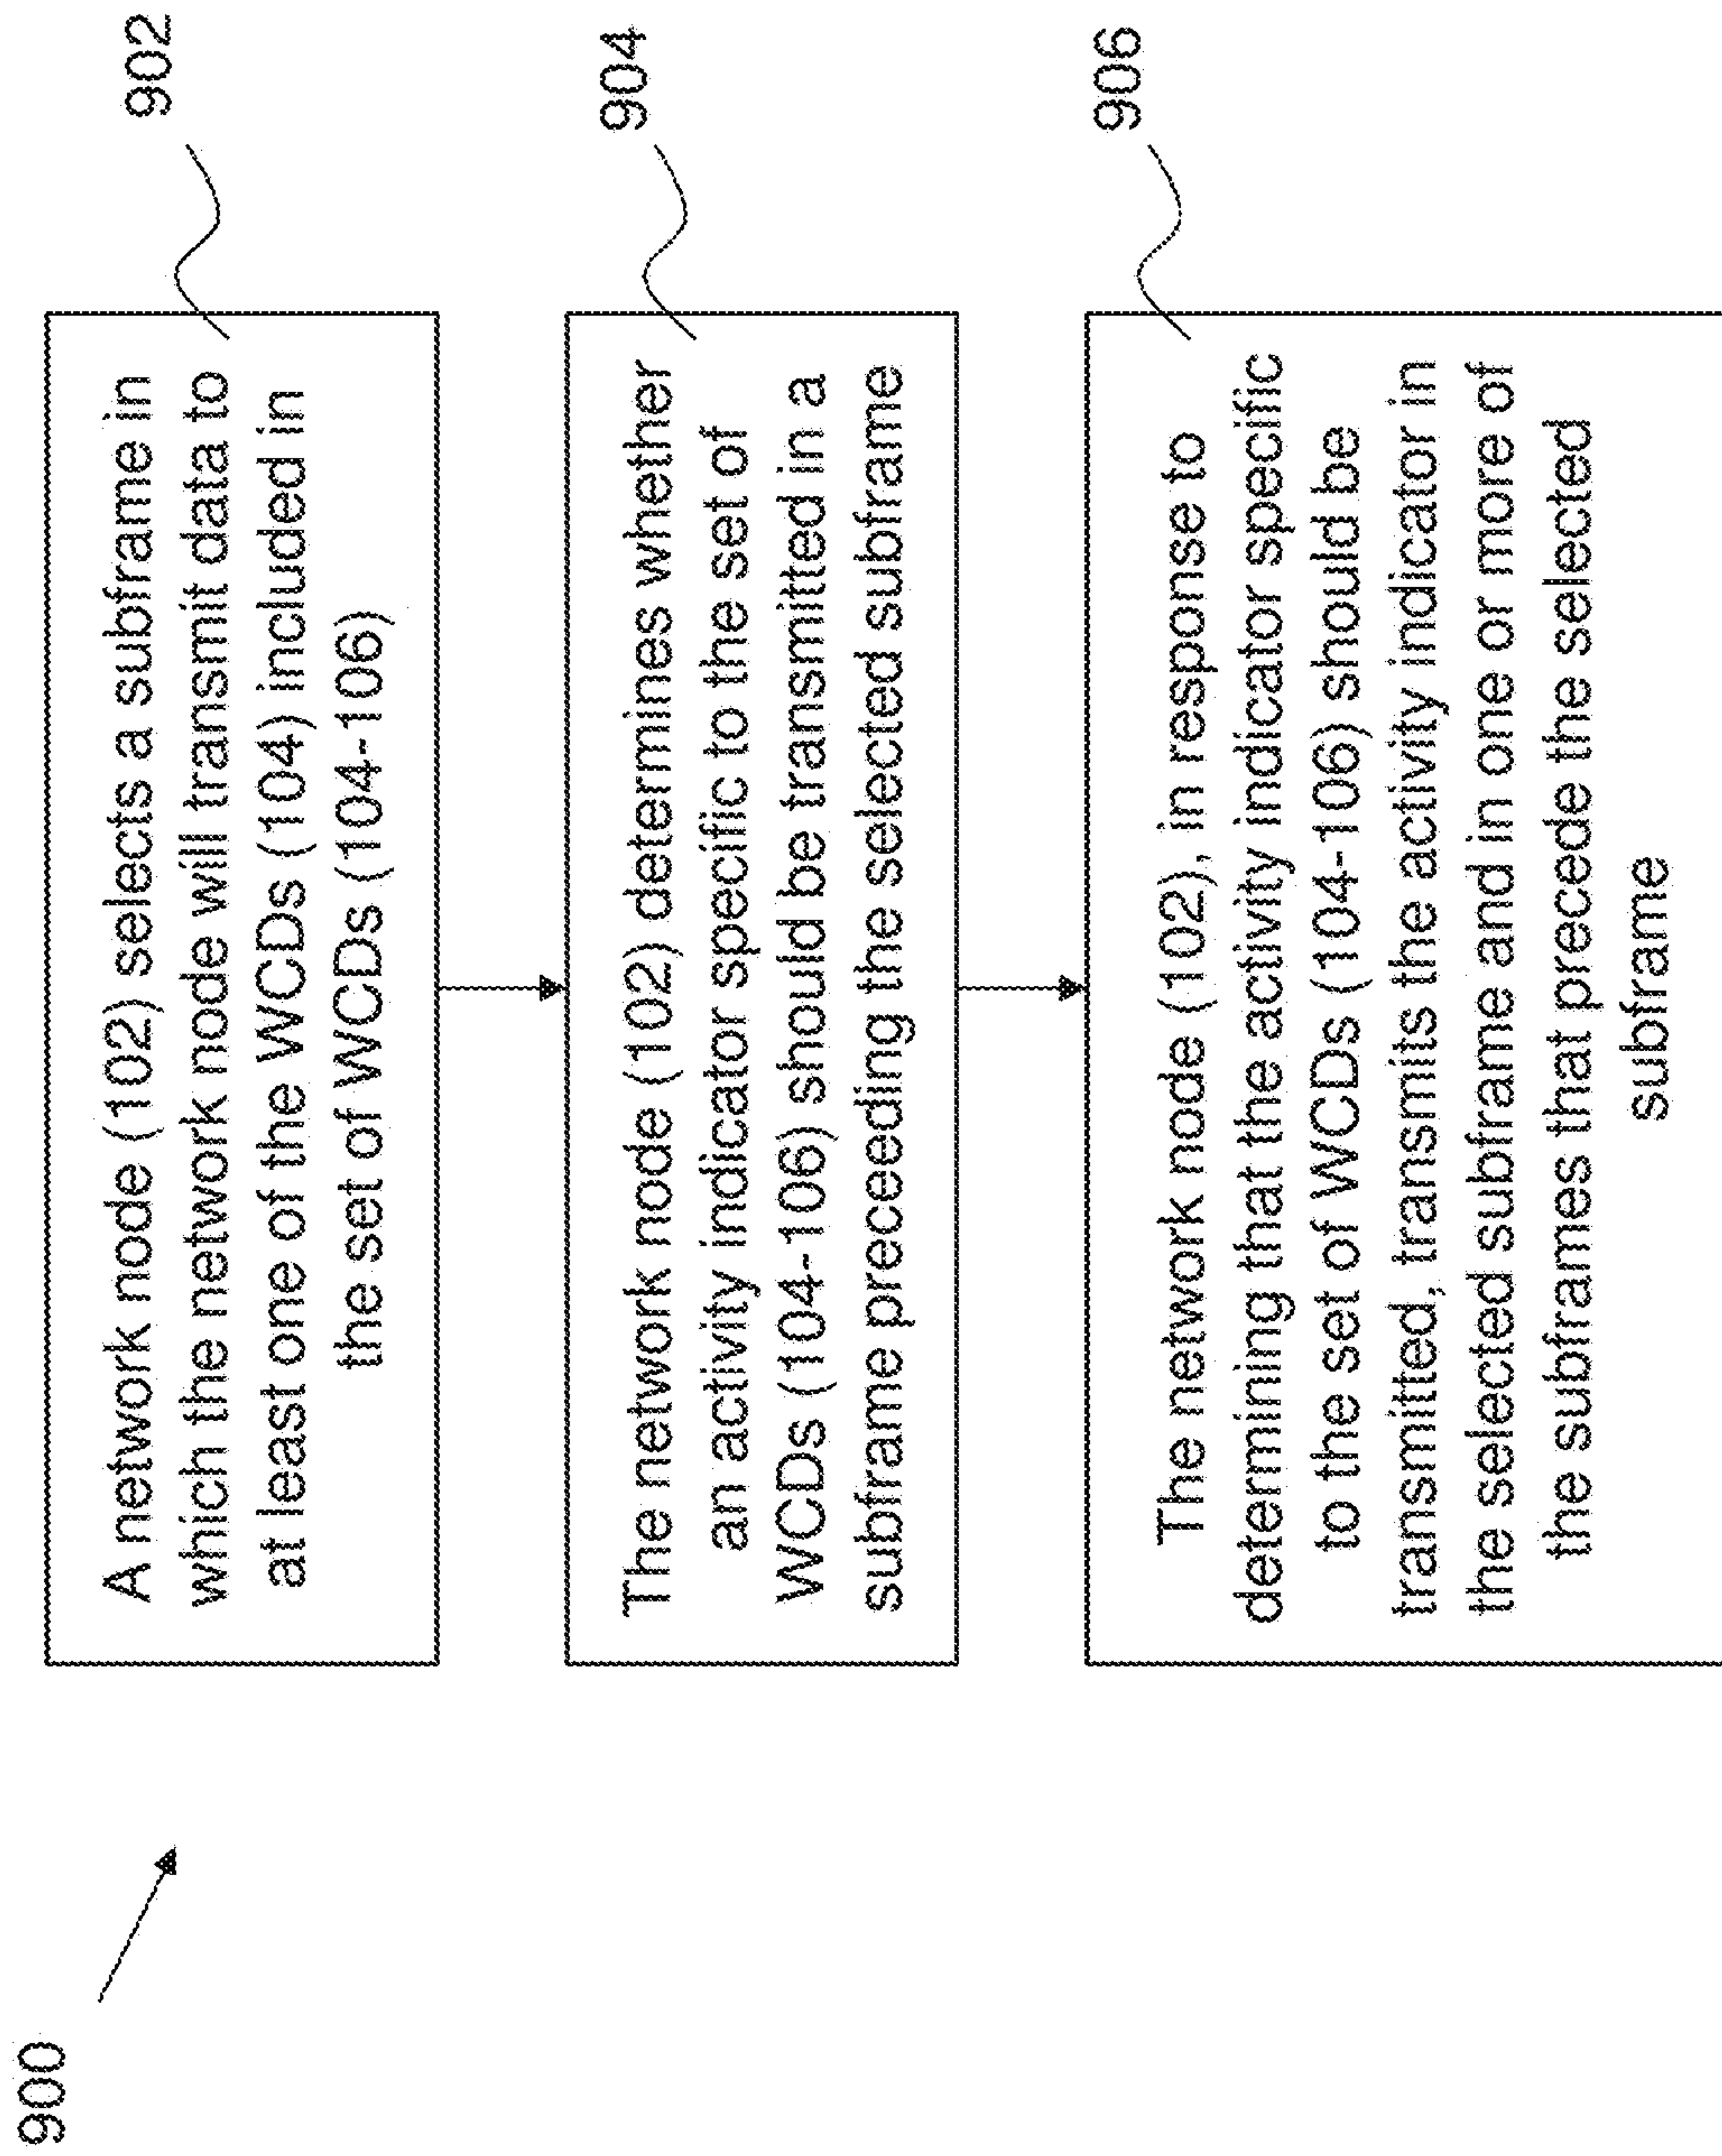 900
A network node (102) selects a subframe in
which the network node will transmit data to
at least one of the WCDs (104) included in
the set of WCDs (104-106)
902
The network node (102) determines whether
an activity indicator specific to the set of
WCDs (104-106) should be transmitted in a
subframe preceeding the selected subframe
904
The network node (102), in response to
determining that the activity indicator specific
to the set of WCDs (104-106) should be
transmitted, transmits the activity indicator in
the selected subframe and in one or more of
the subframes that precede the selected
subframe
906